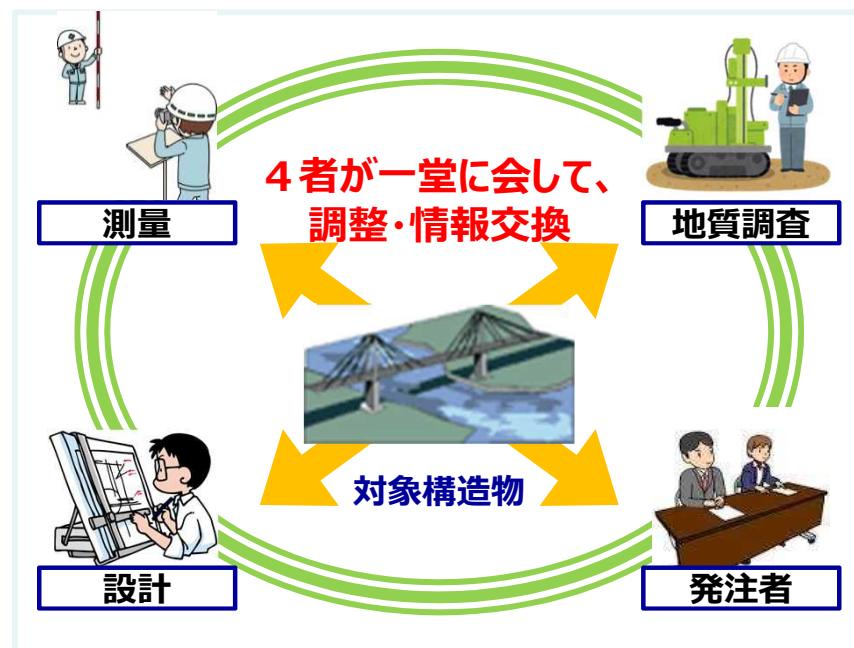 ４者が一堂に会して、
調整・情報交換
測量
地質調査
対象構造物
設計
発注者